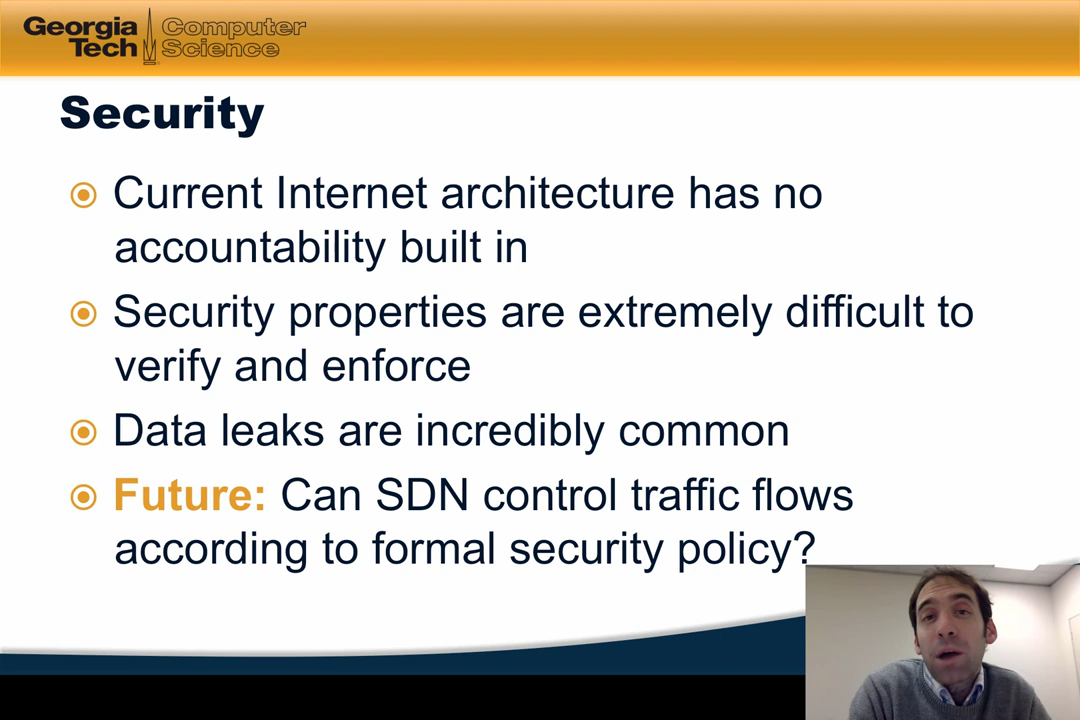 Georgia Tech
Computer Science
Security
Current Internet architecture has no
accountability built in
Security properties are extremely difficult to
verify and enforce
Data leaks are incredibly common
Future: Can SDN control traffic flows
according to formal security policy?